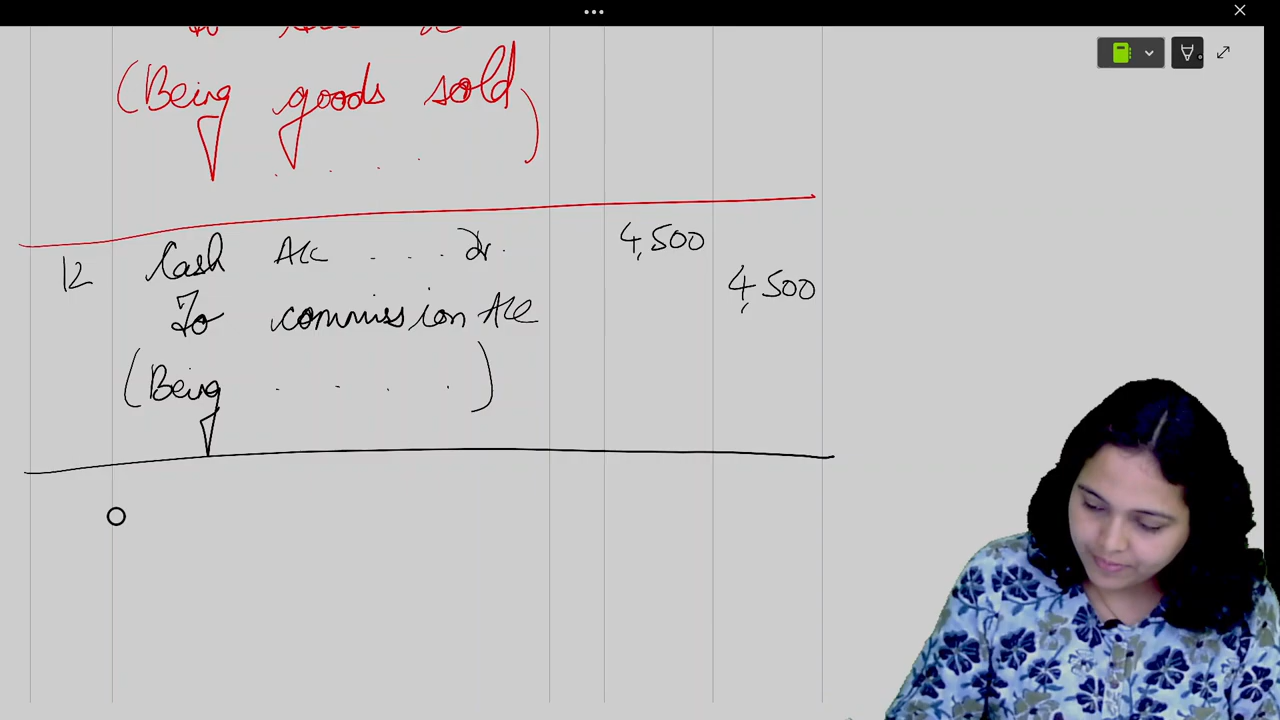 (Being goods sold
. . . . )
12 Cash A/c . . . dr. 4,500
To commission A/c 4,500
(Being . . . . )